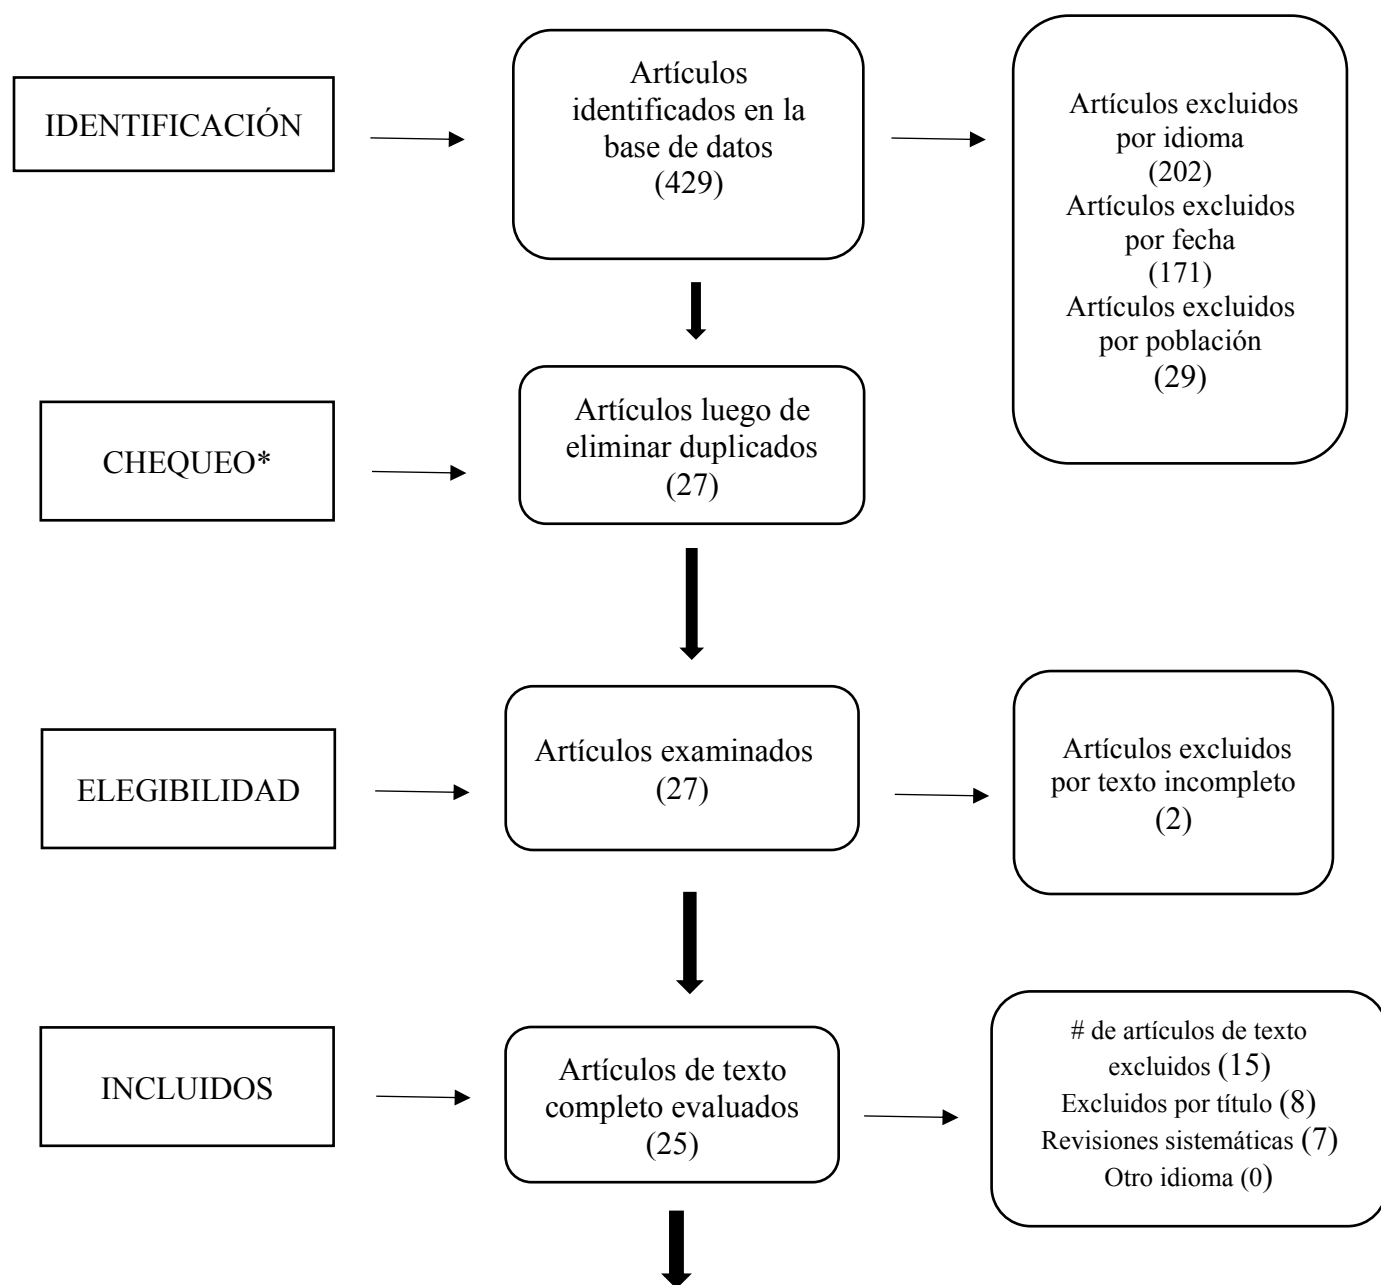 IDENTIFICACIÓN
Artículos
identificados en la
base de datos
(429)
Artículos excluidos
por idioma
(202)
Artículos excluidos
por fecha
(171)
Artículos excluidos
por población
(29)
CHEQUEO*
Artículos luego de
eliminar duplicados
(27)
ELEGIBILIDAD
Artículos examinados
(27)
Artículos excluidos
por texto incompleto
(2)
INCLUIDOS
Artículos de texto
completo evaluados
(25)
# de artículos de texto
excluidos (15)
Excluidos por título (8)
Revisiones sistemáticas (7)
Otro idioma (0)